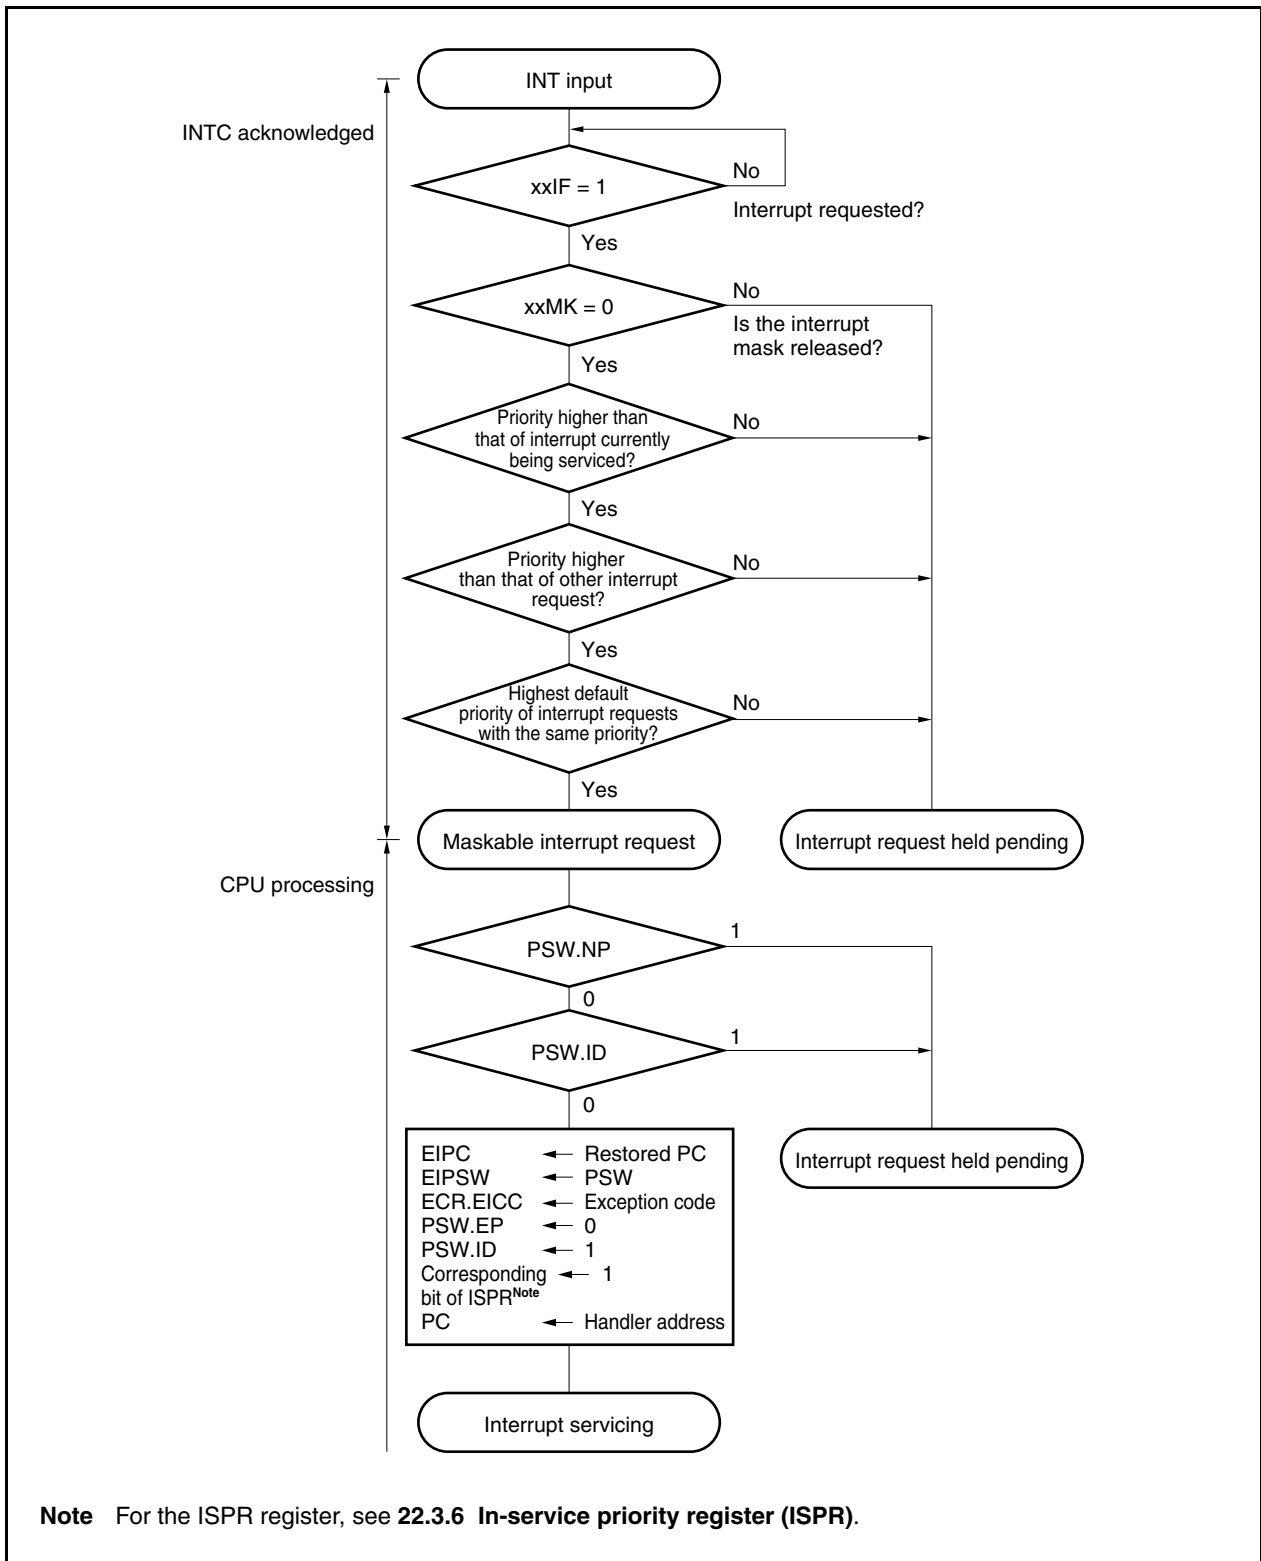 INT input
INTC acknowledged
xxIF = 1
No
Interrupt requested?
Yes
xxMK = 0
No
Is the interrupt
mask released?
Yes
Priority higher than
that of interrupt currently
being serviced?
No
Yes
Priority higher
than that of other interrupt
request?
No
Yes
Highest default
priority of interrupt requests
with the same priority?
No
Yes
Maskable interrupt request
Interrupt request held pending
CPU processing
PSW.NP
1
0
PSW.ID
1
0
EIPC ← Restored PC
EIPSW ← PSW
ECR.EICC ← Exception code
PSW.EP ← 0
PSW.ID ← 1
Corresponding ← 1
bit of ISPRNote
PC ← Handler address
Interrupt request held pending
Interrupt servicing
Note For the ISPR register, see 22.3.6 In-service priority register (ISPR).